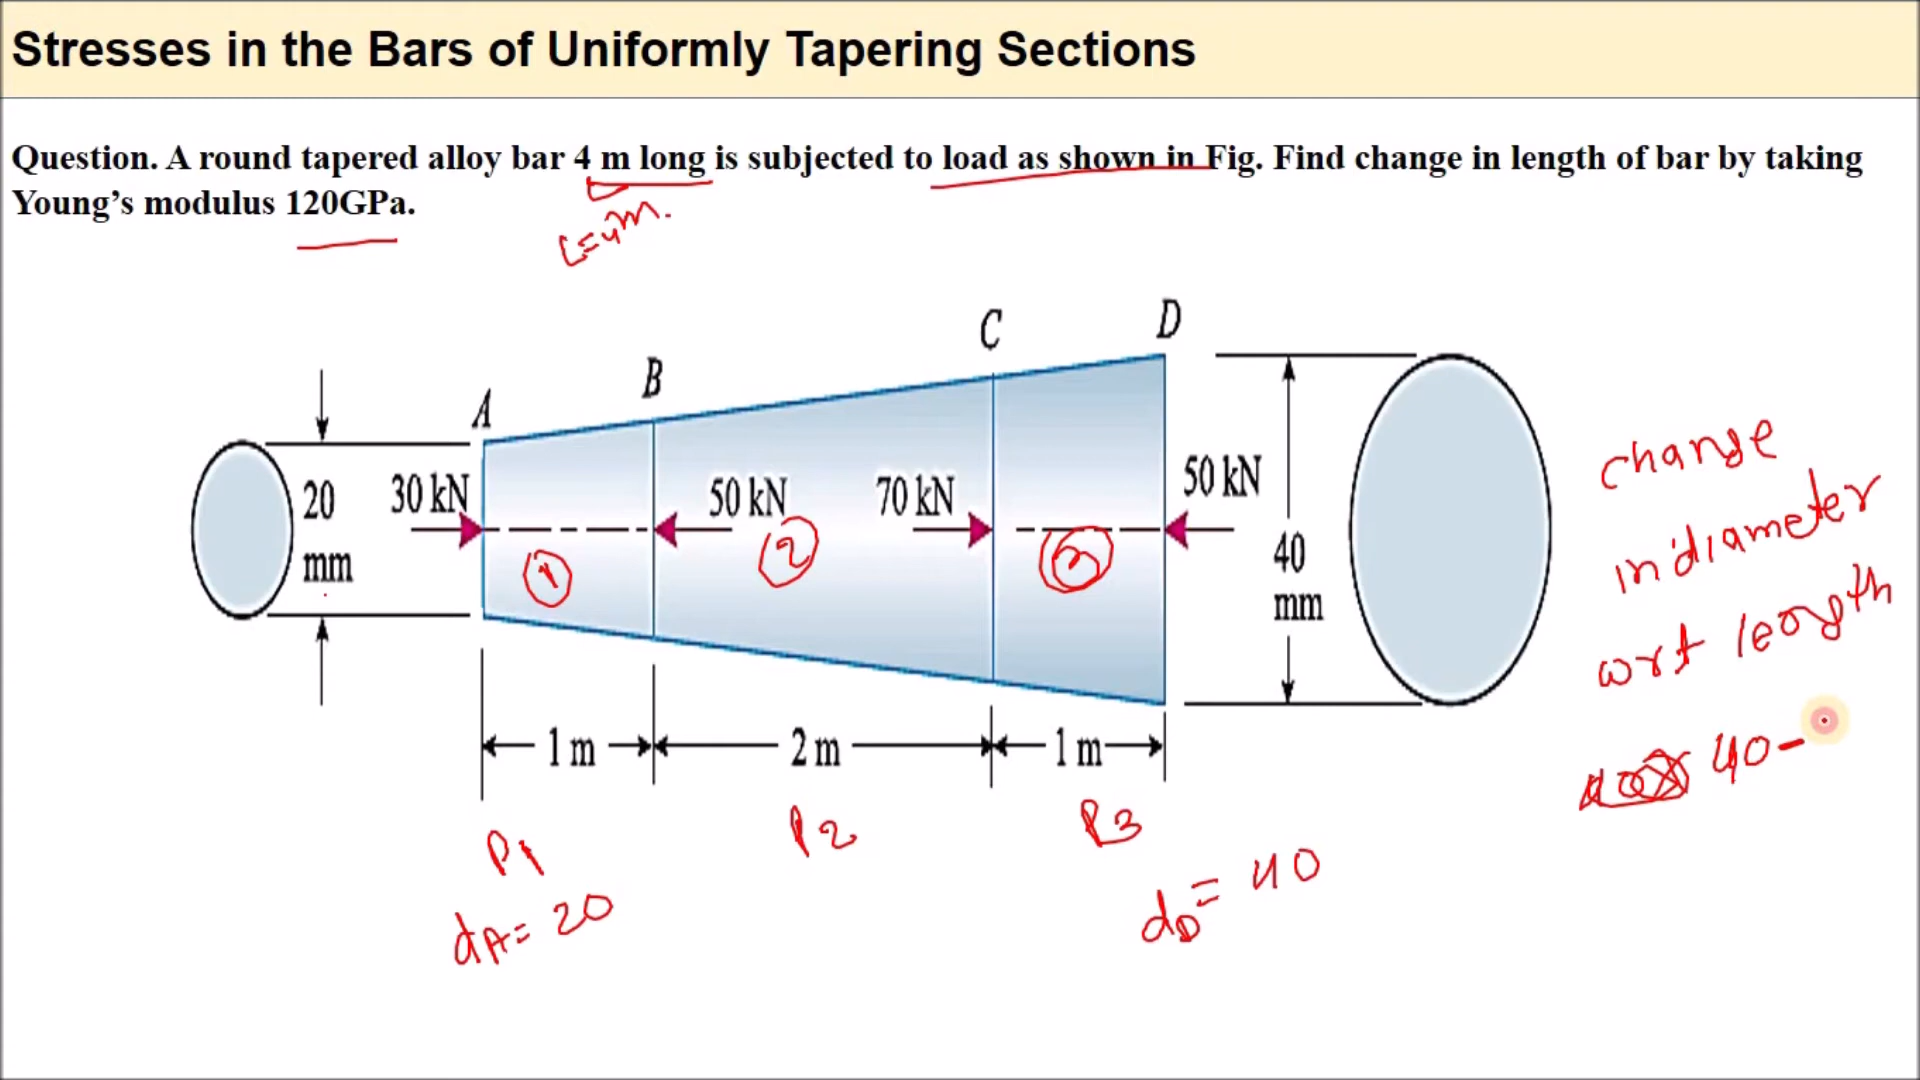 Stresses in the Bars of Uniformly Tapering Sections
Question. A round tapered alloy bar 4 m long is subjected to load as shown in Fig. Find change in length of bar by taking
Young's modulus 120GPa.
L=4m.
A
B
C
D
20
mm
30 kN
50 kN
70 kN
50 kN
40
mm
1
2
3
1 m
2 m
1 m
P1
P2
P3
dA= 20
dD= 40
change
in diameter
wrt length
40-